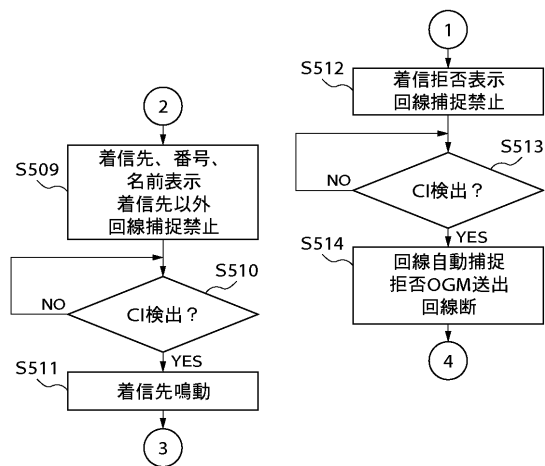 2
S509
着信先、番号、
名前表示
着信先以外
回線捕捉禁止
S510
CI検出?
NO
YES
S511
着信先鳴動
3
1
S512
着信拒否表示
回線捕捉禁止
S513
CI検出?
NO
YES
S514
回線自動捕捉
拒否OGM送出
回線断
4